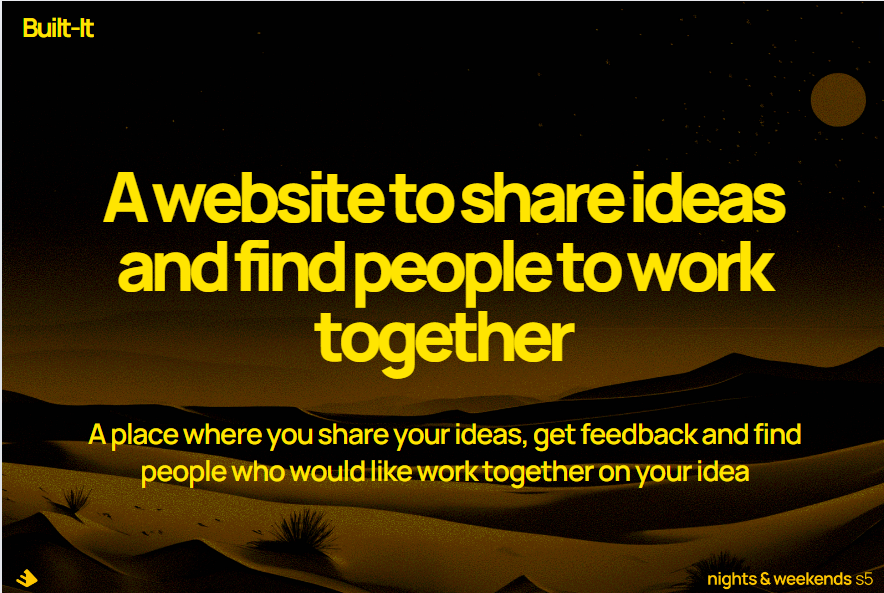 Built-It
A website to share ideas
and find people to work
together
A place where you share your ideas, get feedback and find
people who would like work together on your idea
nights & weekends s5